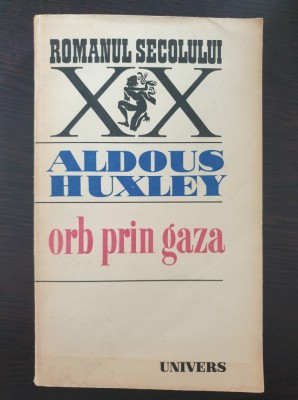 ROMANUL SECOLULUI
XX
ALDOUS
HUXLEY
orb prin gaza
UNIVERS